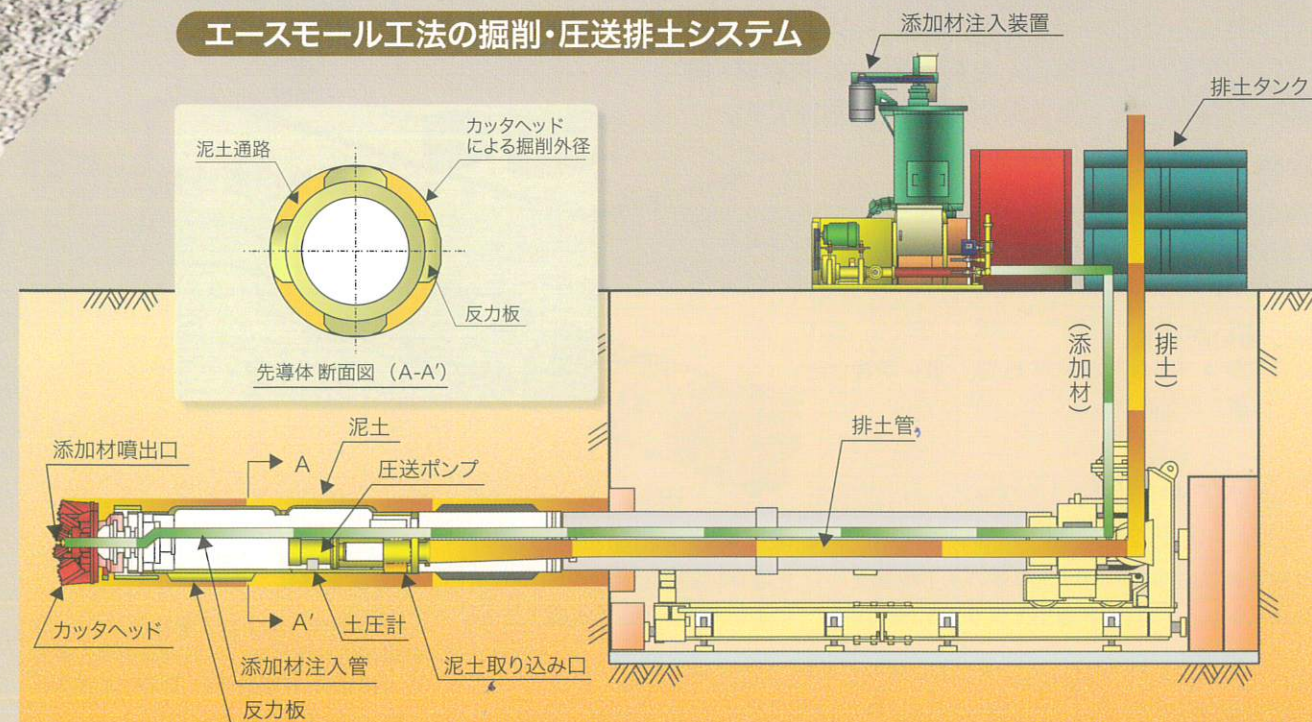 エースモール工法の掘削・圧送排土システム
添加材注入装置
排土タンク
泥土通路
カッタヘッド
による掘削外径
反力板
先導体 断面図 (A-A')
(添加材)
(排土)
添加材噴出口
A
泥土
圧送ポンプ
排土管
カッタヘッド
A'
土圧計
添加材注入管
泥土取り込み口
反力板